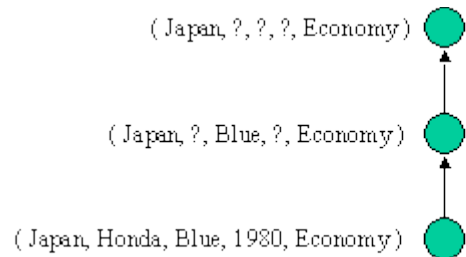 ( Japan, ?, ?, ?, Economy )
( Japan, ?, Blue, ?, Economy )
( Japan, Honda, Blue, 1980, Economy )